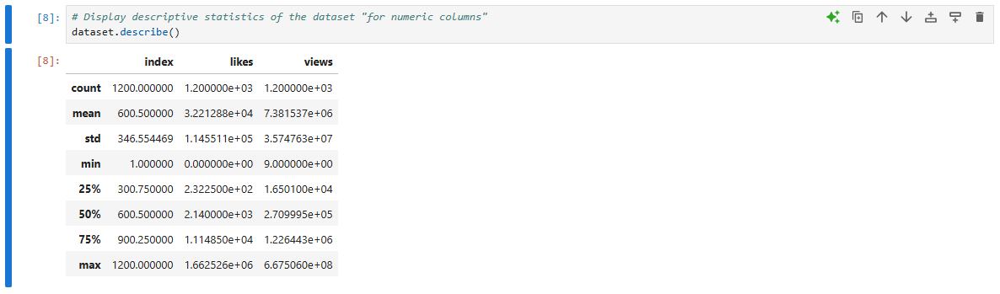 [8]: # Display descriptive statistics of the dataset "for numeric columns"
dataset.describe()
[8]: index likes views
count 1200.000000 1.200000e+03 1.200000e+03
mean 600.500000 3.221288e+04 7.381537e+06
std 346.554469 1.145511e+05 3.574763e+07
min 1.000000 0.000000e+00 9.000000e+00
25% 300.750000 2.322500e+02 1.650100e+04
50% 600.500000 2.140000e+03 2.709995e+05
75% 900.250000 1.114850e+04 1.226443e+06
max 1200.000000 1.662526e+06 6.675060e+08